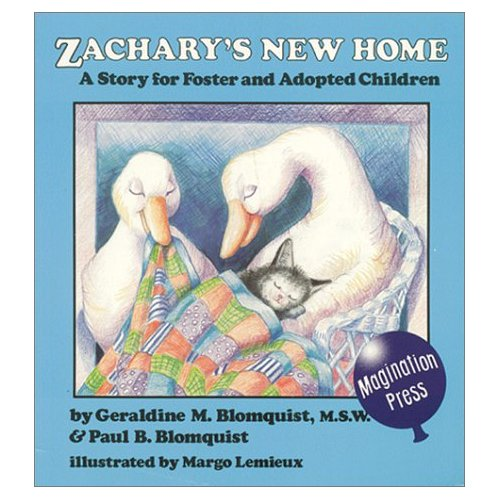 ZACHARY'S NEW HOME
A Story for Foster and Adopted Children
by Geraldine M. Blomquist, M.S.W.
& Paul B. Blomquist
illustrated by Margo Lemieux
Magination
Press